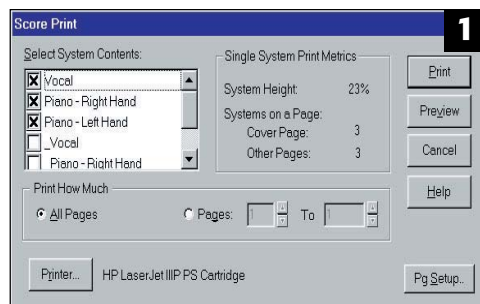 Score Print
1
Select System Contents:
Vocal
Piano - Right Hand
Piano - Left Hand
_Vocal
_Piano - Right Hand
Single System Print Metrics
System Height: 23%
Systems on a Page:
Cover Page: 3
Other Pages: 3
Print
Preview
Cancel
Help
Print How Much
All Pages
Pages: 1 To 1
Printer... HP LaserJet IIIP PS Cartridge
Pg Setup..